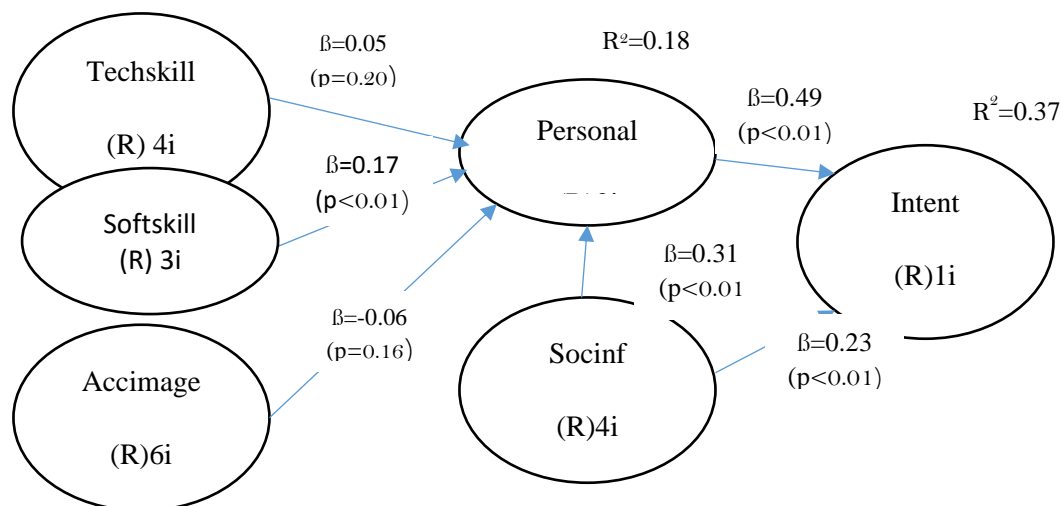 Techskill
(R) 4i
ß=0.05
(p=0.20)
R²=0.18
Personal
ß=0.49
(p<0.01)
R²=0.37
ß=0.17
(p<0.01)
Softskill
(R) 3i
Intent
(R)1i
ß=0.31
(p<0.01
ß=-0.06
(p=0.16)
Accimage
(R)6i
Socinf
(R)4i
ß=0.23
(p<0.01)